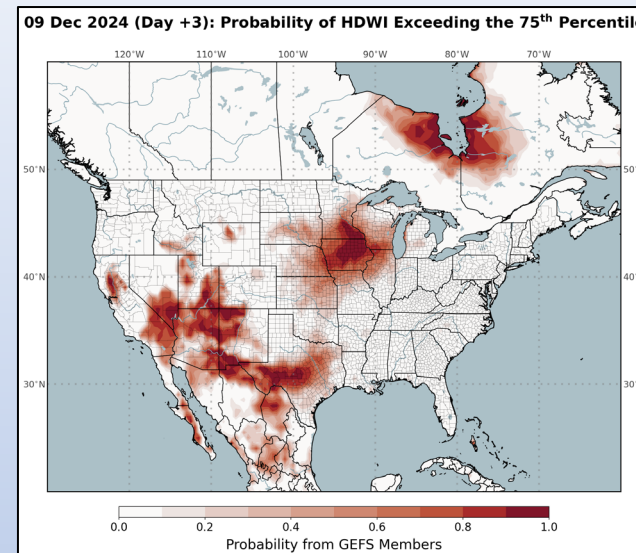 09 Dec 2024 (Day +3): Probability of HDWI Exceeding the 75th Percentile
120°W 110°W 100°W 90°W 80°W 70°W
50°N 50°N
40°N 40°
30°N 30°
0.0 0.2 0.4 0.6 0.8 1.0
Probability from GEFS Members